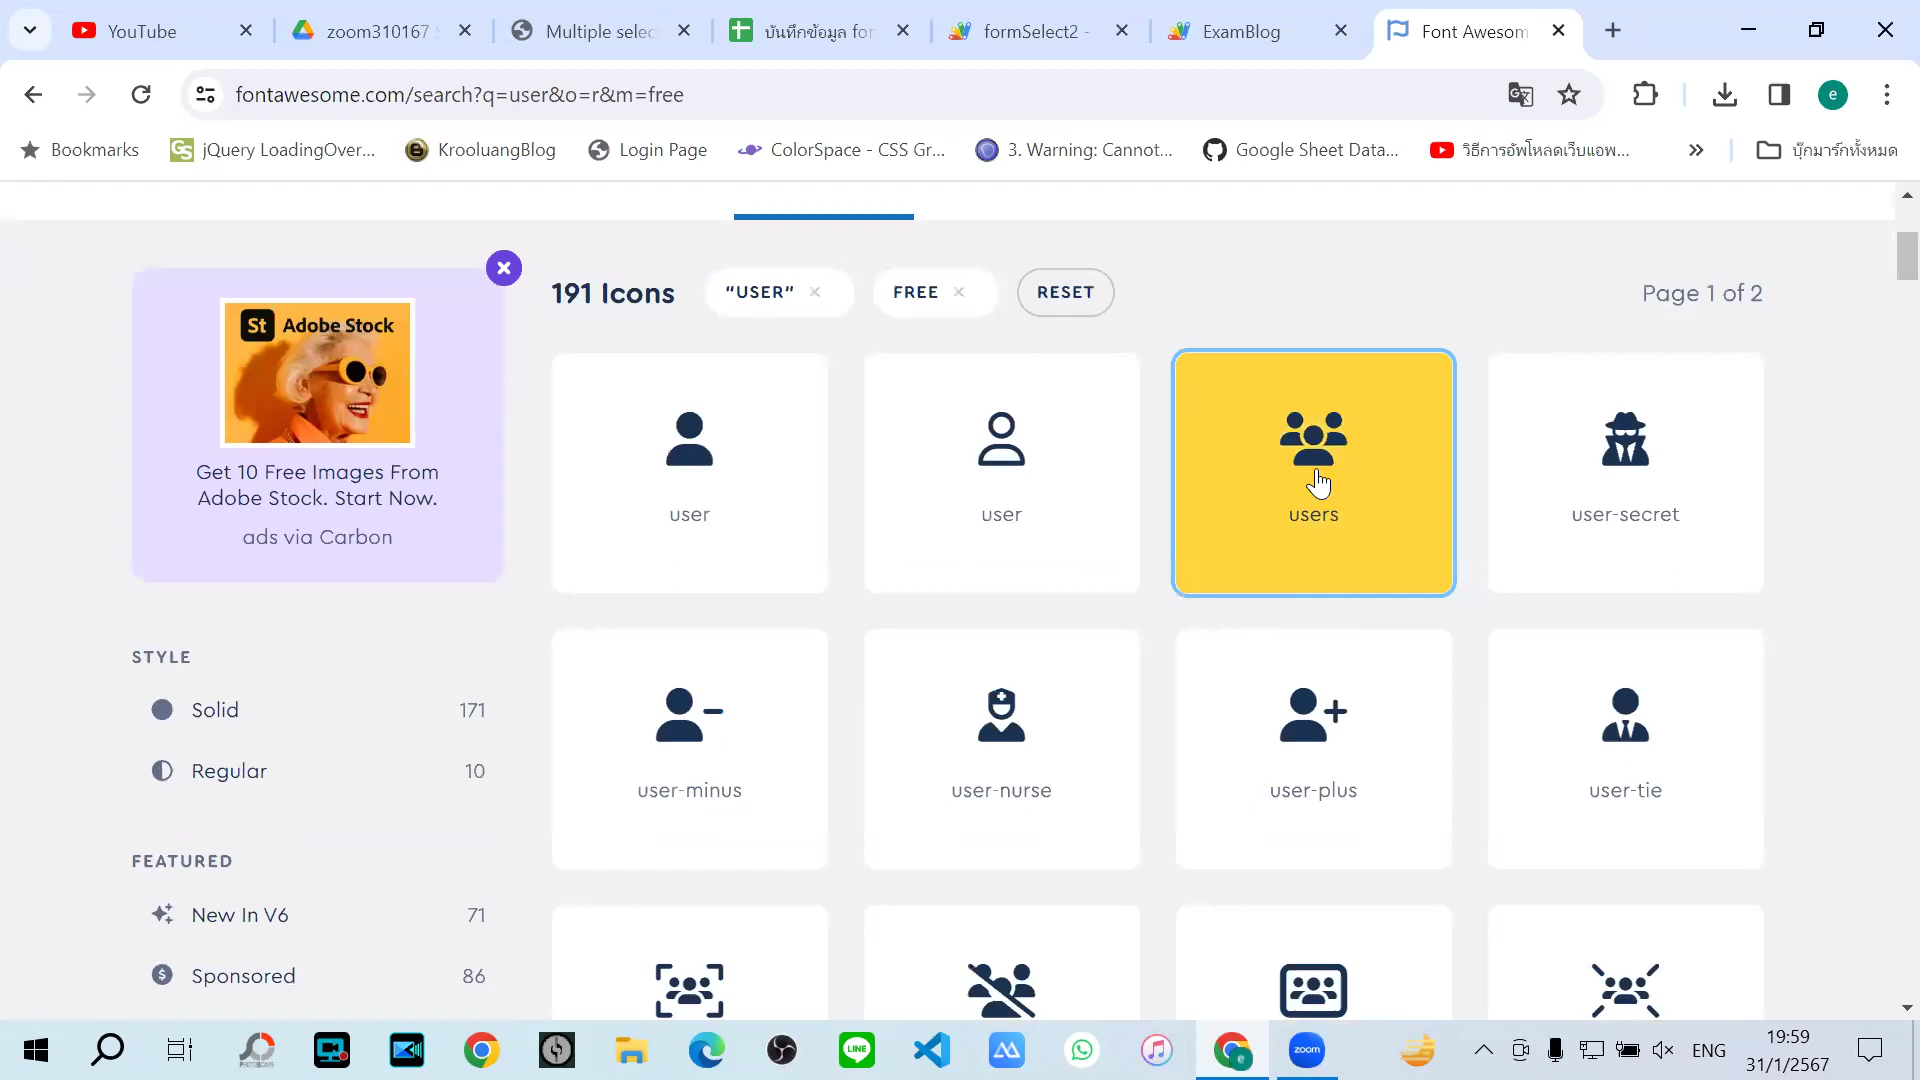 YouTube
zoom310167
Multiple selec
บันทึกข้อมูล for
formSelect2 -
ExamBlog
Font Awesom
fontawesome.com/search?q=user&o=r&m=free
e
Bookmarks
jQuery LoadingOver...
KrooluangBlog
Login Page
ColorSpace - CSS Gr...
3. Warning: Cannot...
Google Sheet Data...
วิธีการอัพโหลดเว็บแอพ...
บุ๊กมาร์กทั้งหมด
St Adobe Stock
Get 10 Free Images From
Adobe Stock. Start Now.
ads via Carbon
191 Icons
“USER”
FREE
RESET
Page 1 of 2
user
user
users
user-secret
STYLE
Solid 171
Regular 10
user-minus
user-nurse
user-plus
user-tie
FEATURED
New In V6 71
Sponsored 86
LINE
zoom
ENG
19:59
31/1/2567